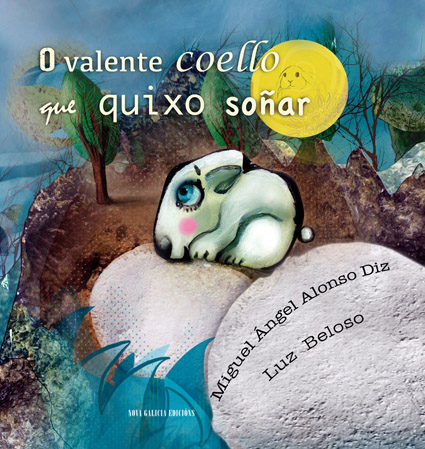 O valente coello
que quixo soñar
Miguel Ángel Alonso Diz
Luz Beloso
NOVA GALICIA EDICIÓNS